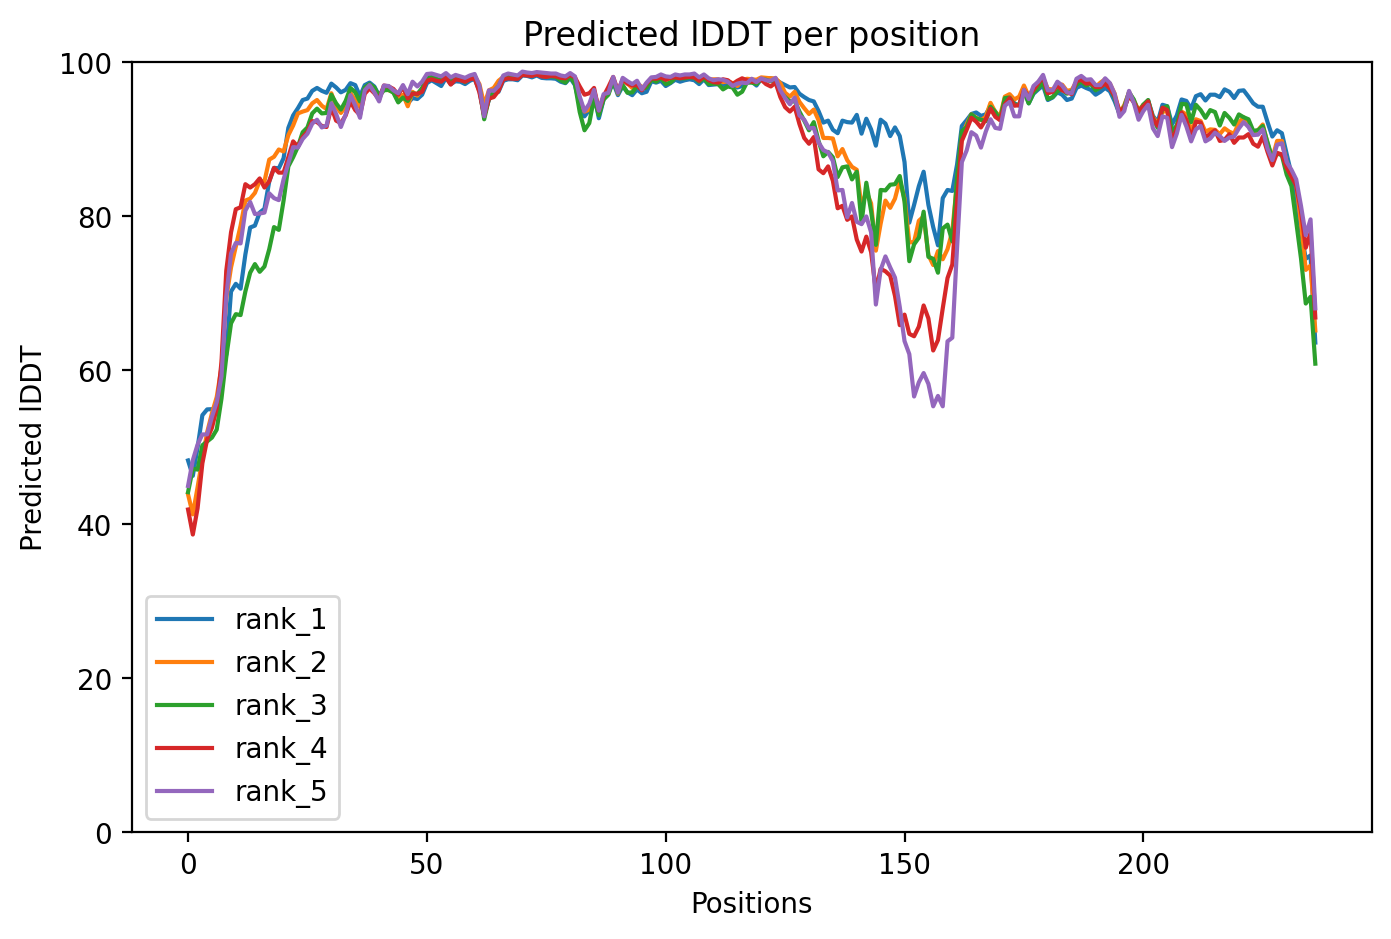 Predicted lDDT per position
100
80
60
40
20
0
Predicted lDDT
rank_1
rank_2
rank_3
rank_4
rank_5
0 50 100 150 200
Positions